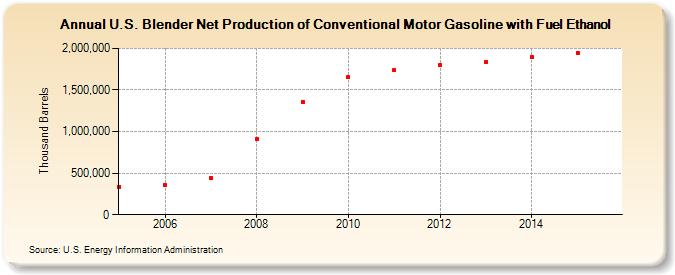 Annual U.S. Blender Net Production of Conventional Motor Gasoline with Fuel Ethanol
Thousand Barrels
2,000,000
1,500,000
1,000,000
500,000
0
2006 2008 2010 2012 2014
Source: U.S. Energy Information Administration